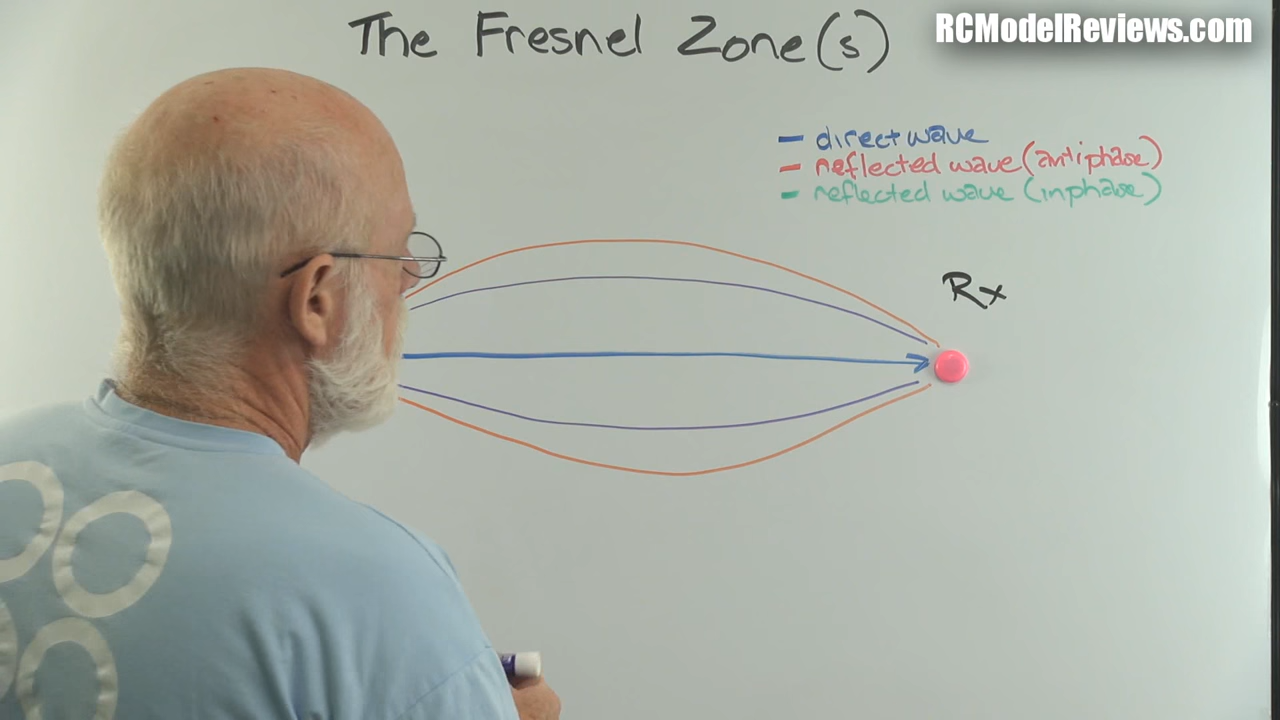 The Fresnel Zone(s)
RCModelReviews.com
direct wave
reflected wave (antiphase)
reflected wave (inphase)
Rx